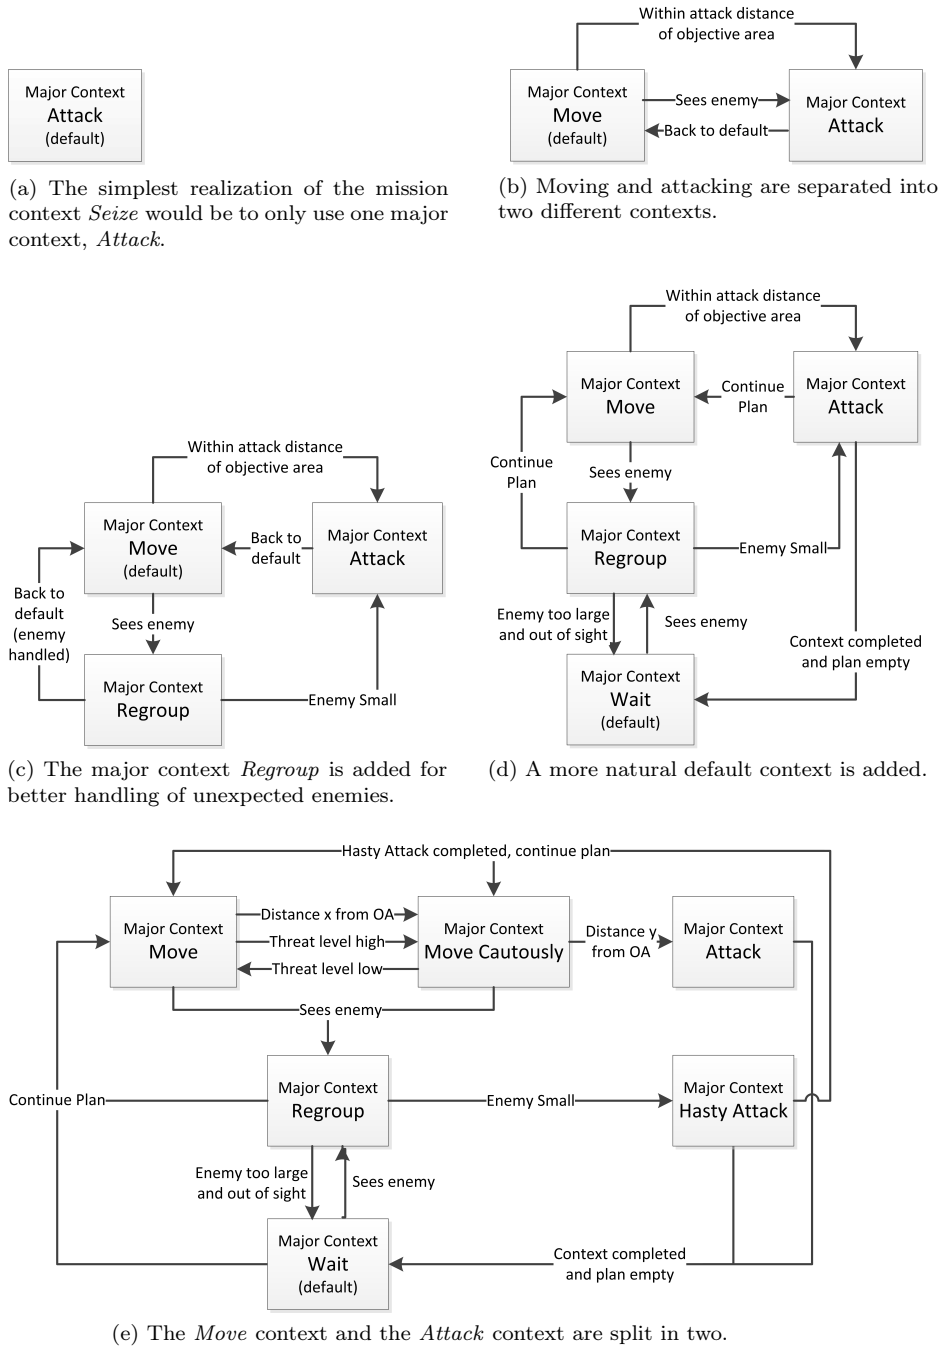 Major Context
Attack
(default)
(a) The simplest realization of the mission
context Seize would be to only use one major
context, Attack.
Within attack distance
of objective area
Major Context
Move
(default)
Sees enemy
Back to default
Major Context
Attack
(b) Moving and attacking are separated into
two different contexts.
Within attack distance
of objective area
Major Context
Move
(default)
Back to
default
Major Context
Attack
Back to
default
(enemy
handled)
Sees enemy
Major Context
Regroup
Enemy Small
(c) The major context Regroup is added for
better handling of unexpected enemies.
Within attack distance
of objective area
Major Context
Move
Continue
Plan
Major Context
Attack
Continue
Plan
Sees enemy
Major Context
Regroup
Enemy Small
Enemy too large
and out of sight
Sees enemy
Context completed
and plan empty
Major Context
Wait
(default)
(d) A more natural default context is added.
Hasty Attack completed, continue plan
Major Context
Move
Distance x from OA
Threat level high
Threat level low
Major Context
Move Cautously
Distance y
from OA
Major Context
Attack
Sees enemy
Continue Plan
Major Context
Regroup
Enemy Small
Major Context
Hasty Attack
Enemy too large
and out of sight
Sees enemy
Major Context
Wait
(default)
Context completed
and plan empty
(e) The Move context and the Attack context are split in two.